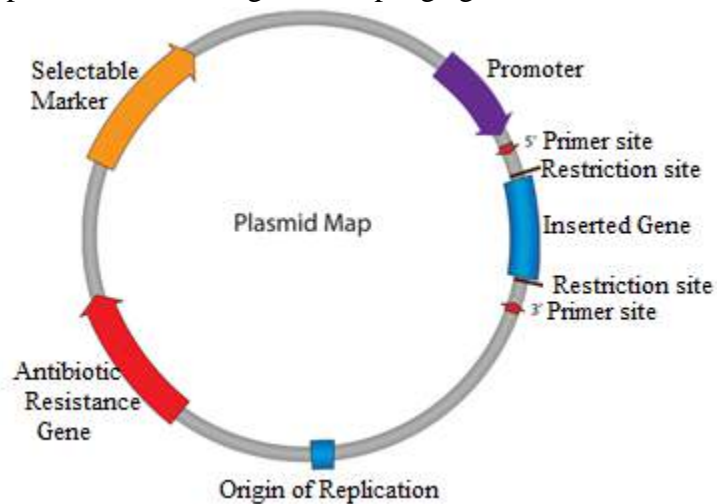 Selectable
Marker
Promoter
5' Primer site
Restriction site
Plasmid Map
Inserted Gene
Restriction site
3' Primer site
Antibiotic
Resistance
Gene
Origin of Replication